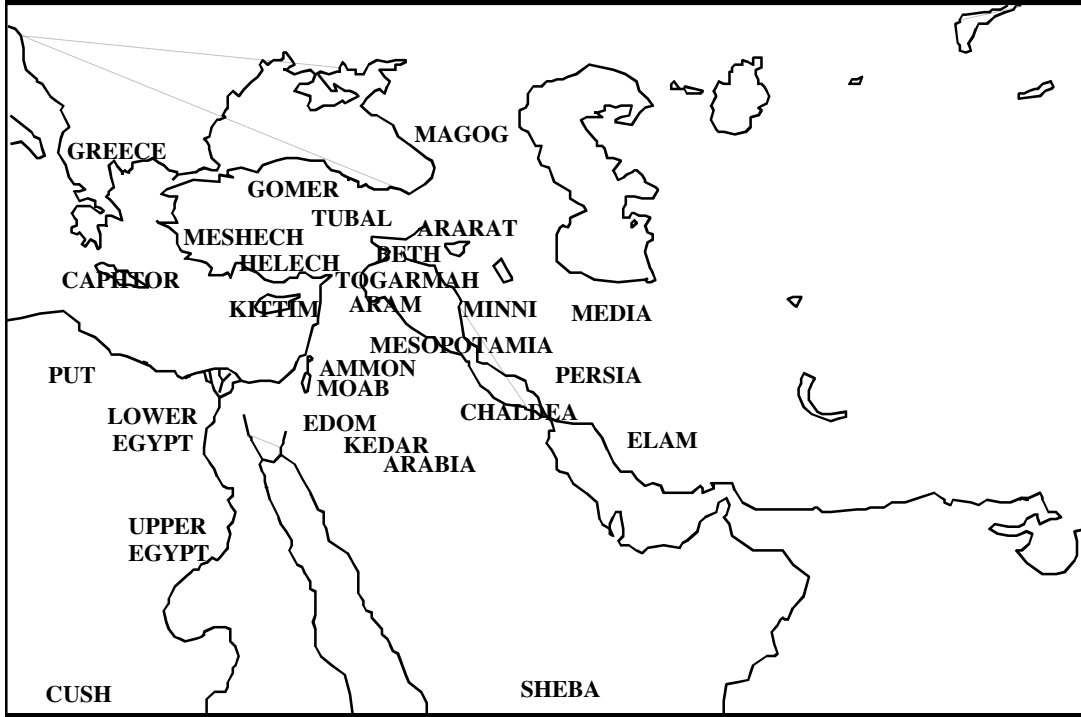 MAGOG
GREECE
GOMER
TUBAL
ARARAT
MESHECH
BETH
HELECH
CAPHTOR
TOGARMAH
KITTIM
ARAM
MINNI
MEDIA
MESOPOTAMIA
PUT
AMMON
PERSIA
MOAB
LOWER
EGYPT
CHALDEA
EDOM
ELAM
KEDAR
ARABIA
UPPER
EGYPT
CUSH
SHEBA